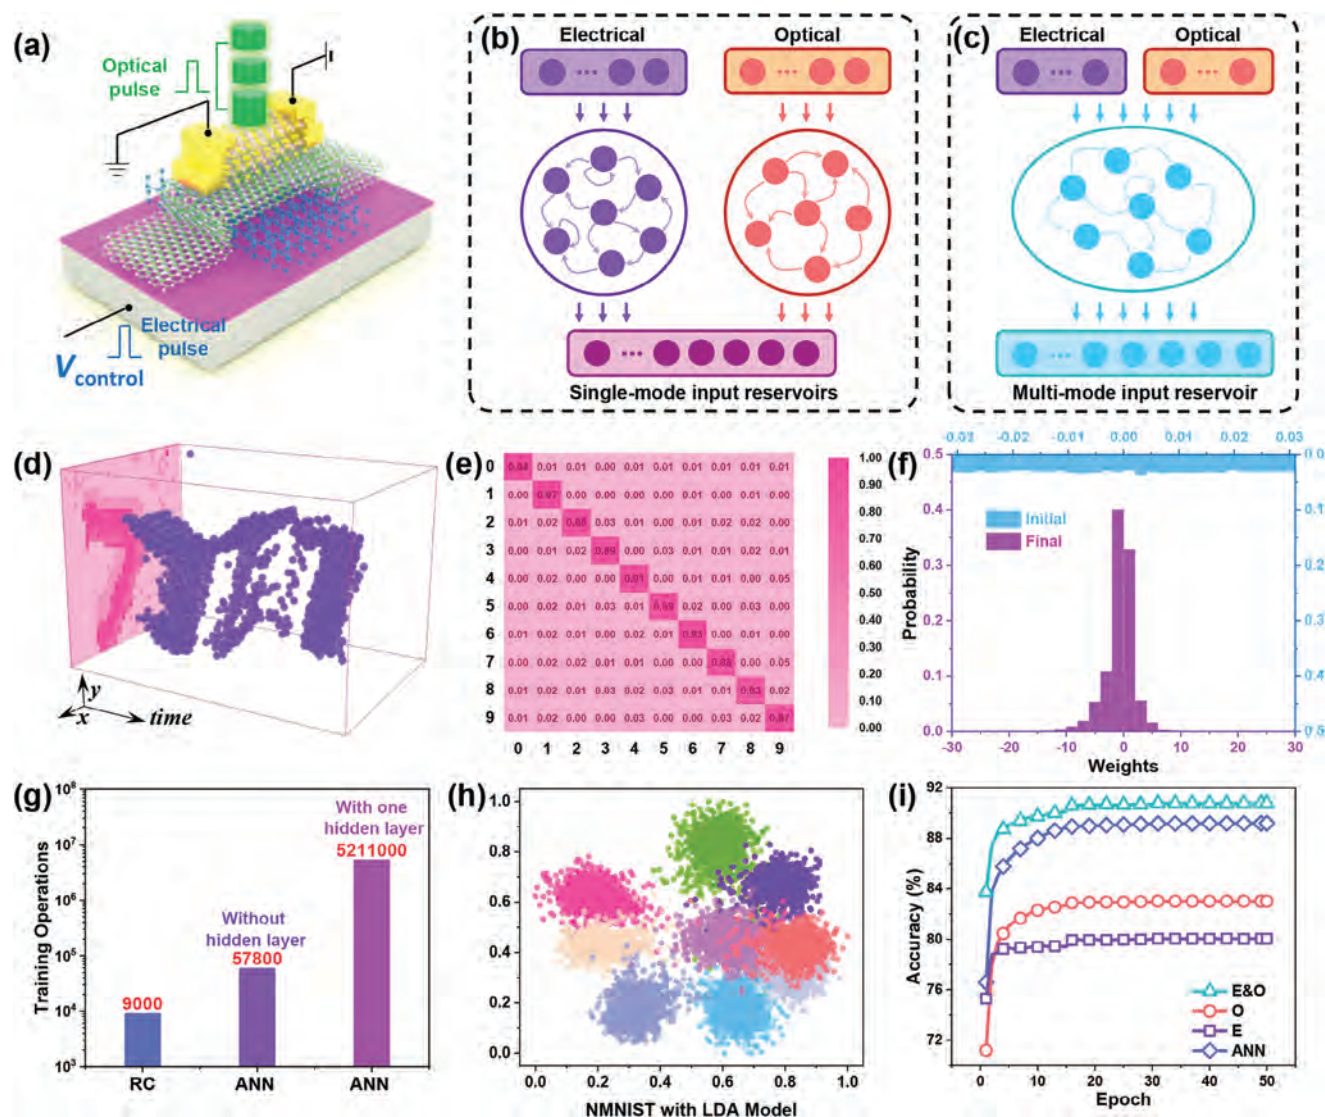 (a)
Optical
pulse
Electrical
pulse
Vcontrol
(b)
Electrical
Optical
Single-mode input reservoirs
(c)
Electrical
Optical
Multi-mode input reservoir
(d)
y
x
time
(e)
0 0.01 0.01 0.00 0.01 0.01 0.01 0.00 0.01 0.01
1 0.00 0.97 0.00 0.00 0.00 0.01 0.00 0.00 0.01 0.00
2 0.01 0.02 0.03 0.01 0.00 0.01 0.02 0.02 0.01
3 0.00 0.01 0.02 0.89 0.00 0.03 0.01 0.01 0.02 0.01
4 0.00 0.02 0.01 0.00 0.91 0.00 0.01 0.01 0.00 0.05
5 0.00 0.02 0.01 0.03 0.01 0.02 0.00 0.03 0.00
6 0.01 0.02 0.01 0.00 0.02 0.01 0.93 0.00 0.01 0.00
7 0.00 0.02 0.02 0.01 0.01 0.00 0.00 0.00 0.05
8 0.01 0.02 0.01 0.03 0.01 0.03 0.01 0.01 0.83 0.02
9 0.01 0.02 0.00 0.00 0.03 0.00 0.00 0.03 0.02 0.87
0 1 2 3 4 5 6 7 8 9
1.00
0.90
0.80
0.70
0.60
0.50
0.40
0.30
0.20
0.10
0.00
(f)
-0.03 -0.02 -0.01 0.00 0.01 0.02 0.03
0.5
0.4
0.3
0.2
0.1
0.0
Probability
Initial
Final
0.0
0.1
0.2
0.3
0.4
0.5
-30 -20 -10 0 10 20 30
Weights
(g)
10⁸
10⁷
10⁶
10⁵
10⁴
10³
Training Operations
9000
Without
hidden layer
57800
With one
hidden layer
5211000
RC ANN ANN
(h)
1.0
0.8
0.6
0.4
0.2
0.0
0.0 0.2 0.4 0.6 0.8 1.0
NMNIST with LDA Model
(i)
92
88
84
80
76
72
Accuracy (%)
E&O
O
E
ANN
0 10 20 30 40 50
Epoch